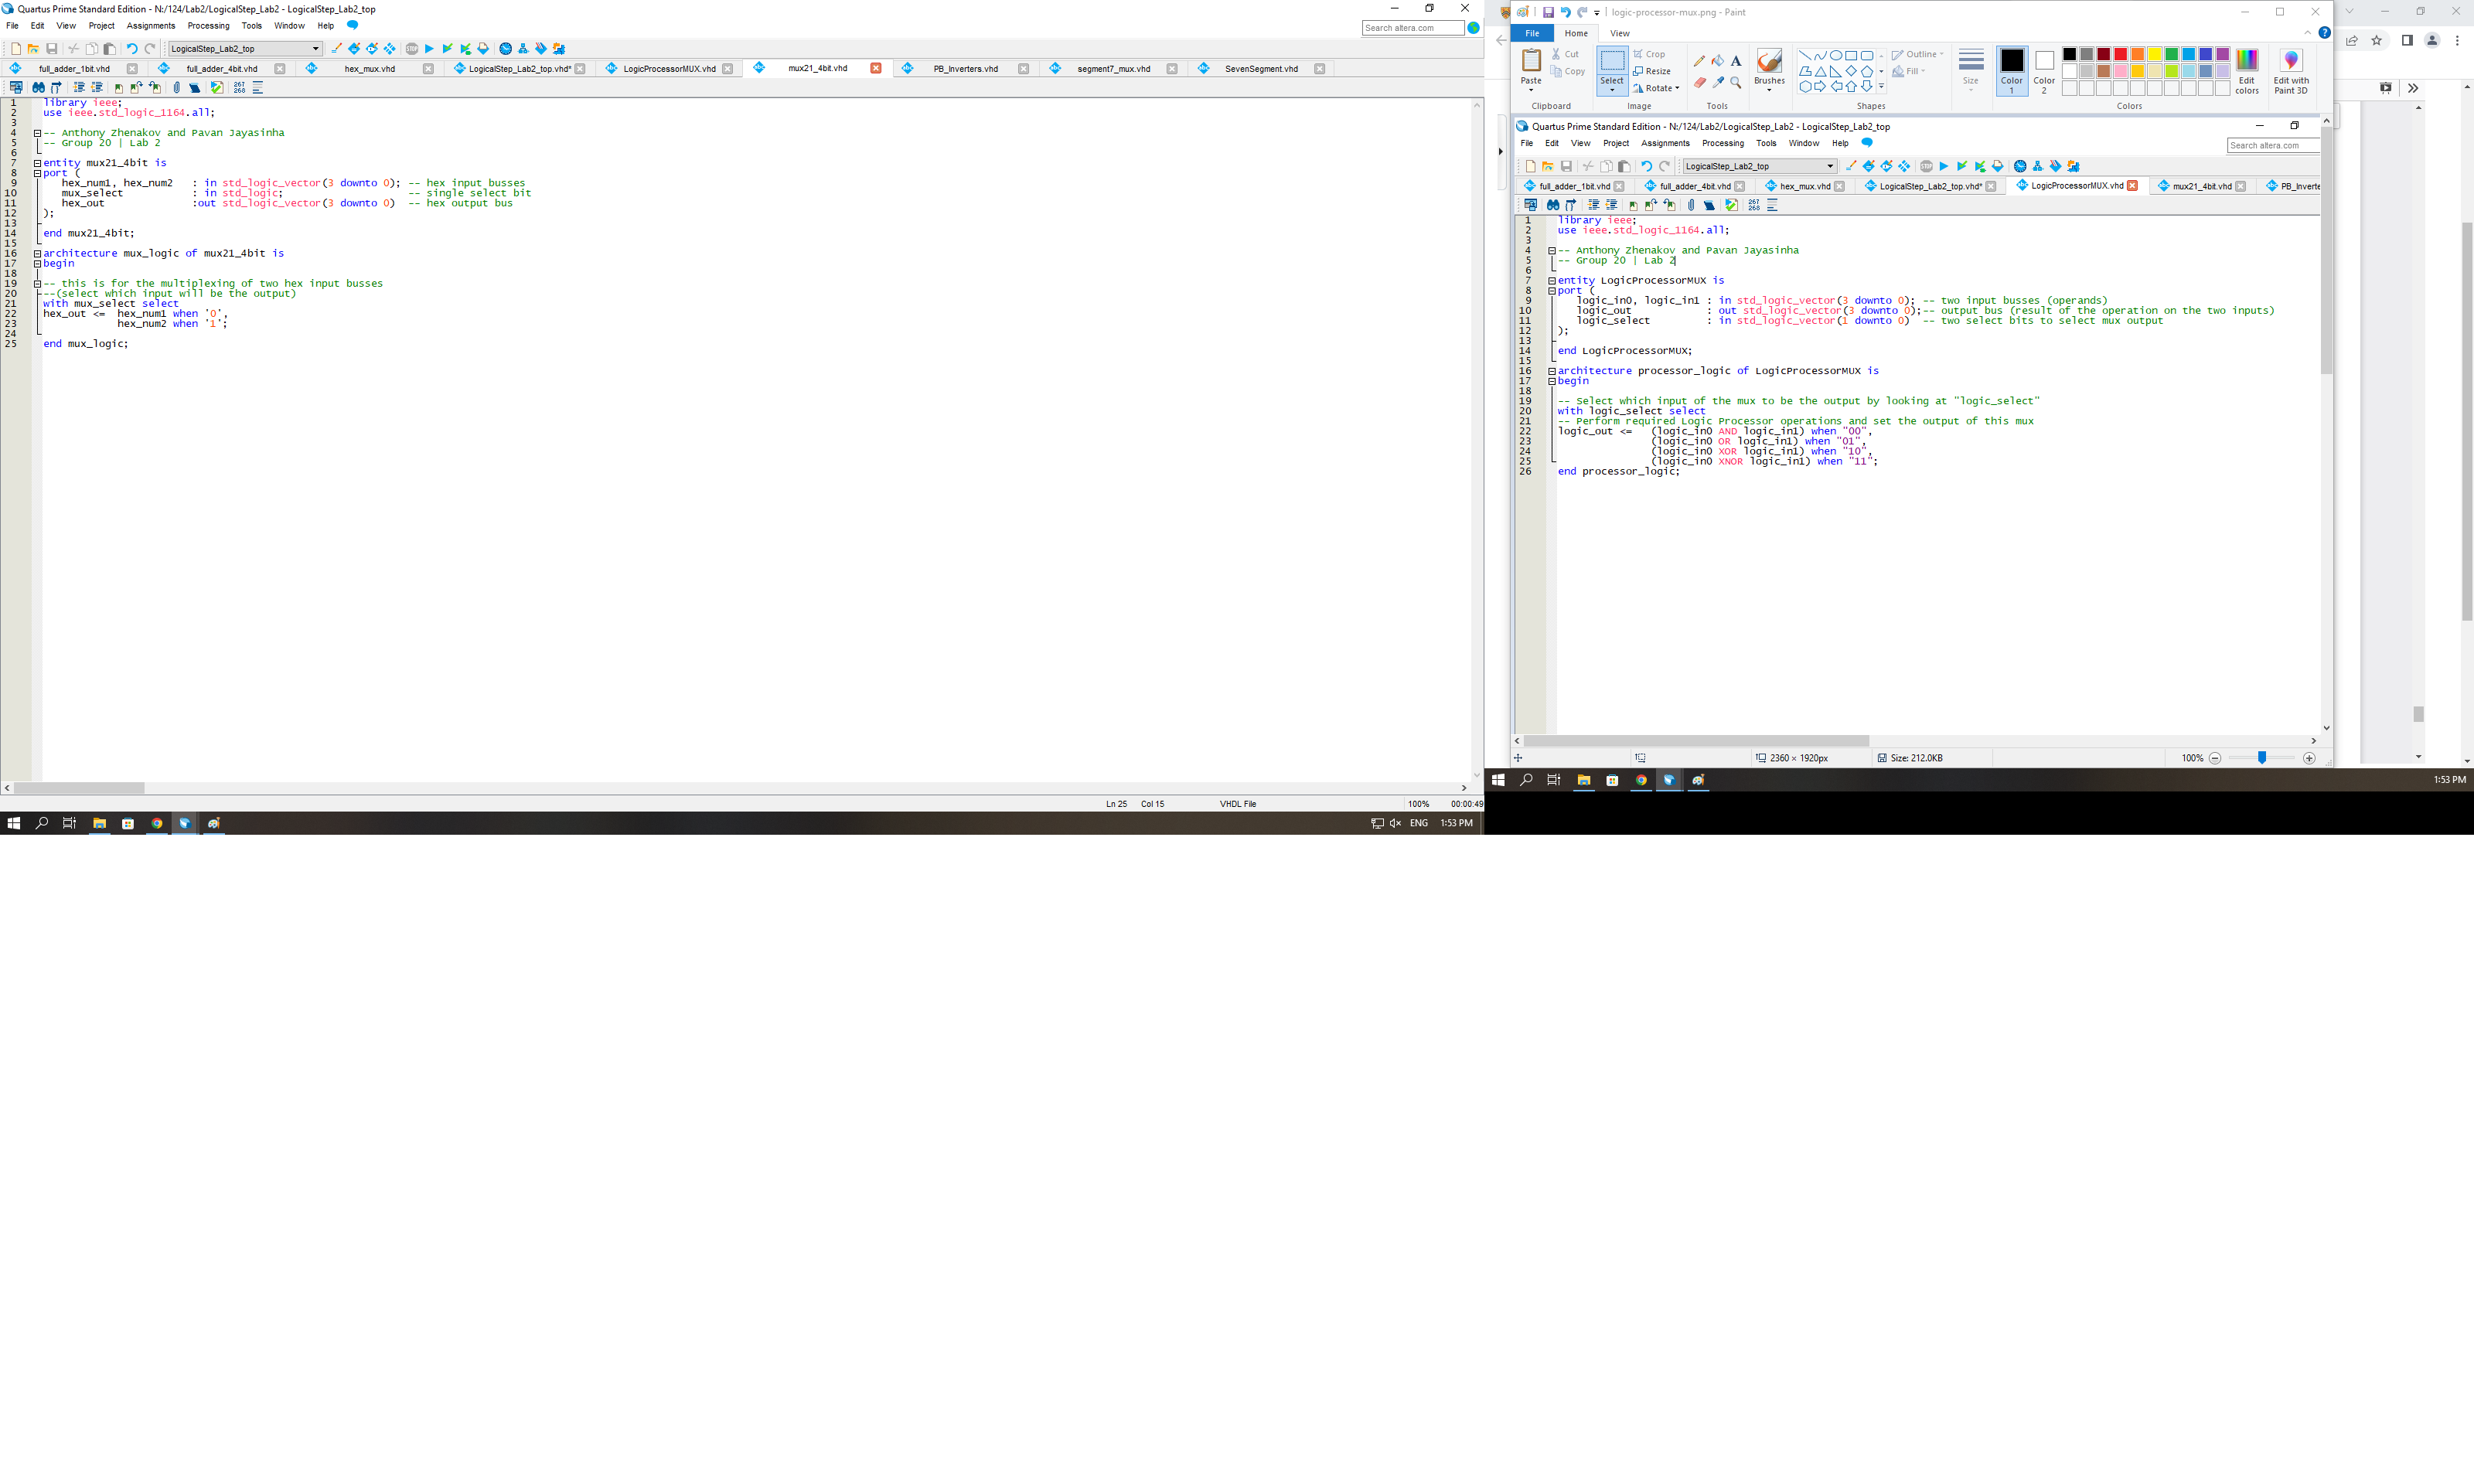 Quartus Prime Standard Edition - N:/124/Lab2/LogicalStep_Lab2 - LogicalStep_Lab2_top
File Edit View Project Assignments Processing Tools Window Help
Search altera.com
LogicalStep_Lab2_top
full_adder_1bit.vhd full_adder_4bit.vhd hex_mux.vhd LogicalStep_Lab2_top.vhd* LogicProcessorMUX.vhd mux21_4bit.vhd PB_Inverters.vhd segment7_mux.vhd SevenSegment.vhd
267
268
1 library ieee;
2 use ieee.std_logic_1164.all;
3
4 -- Anthony Zhenakov and Pavan Jayasinha
5 -- Group 20 | Lab 2
6
7 entity mux21_4bit is
8 port (
9 hex_num1, hex_num2 : in std_logic_vector(3 downto 0); -- hex input busses
10 mux_select : in std_logic; -- single select bit
11 hex_out :out std_logic_vector(3 downto 0) -- hex output bus
12 );
13
14 end mux21_4bit;
15
16 architecture mux_logic of mux21_4bit is
17 begin
18
19 -- this is for the multiplexing of two hex input busses
20 --(select which input will be the output)
21 with mux_select select
22 hex_out <= hex_num1 when '0',
23 hex_num2 when '1';
24
25 end mux_logic;
Ln 25 Col 15 VHDL File 100% 00:00:49
ENG 1:53 PM
logic-processor-mux.png - Paint
File Home View
Paste Cut Copy Select Crop Resize Rotate Brushes Outline Fill Size Color 1 Color 2 Edit colors Edit with Paint 3D
Clipboard Image Tools Shapes Colors
Quartus Prime Standard Edition - N:/124/Lab2/LogicalStep_Lab2 - LogicalStep_Lab2_top
File Edit View Project Assignments Processing Tools Window Help
Search altera.com
LogicalStep_Lab2_top
full_adder_1bit.vhd full_adder_4bit.vhd hex_mux.vhd LogicalStep_Lab2_top.vhd* LogicProcessorMUX.vhd mux21_4bit.vhd PB_Inverte
267
268
1 library ieee;
2 use ieee.std_logic_1164.all;
3
4 -- Anthony Zhenakov and Pavan Jayasinha
5 -- Group 20 | Lab 2
6
7 entity LogicProcessorMUX is
8 port (
9 logic_in0, logic_in1 : in std_logic_vector(3 downto 0); -- two input busses (operands)
10 logic_out : out std_logic_vector(3 downto 0);-- output bus (result of the operation on the two inputs)
11 logic_select : in std_logic_vector(1 downto 0) -- two select bits to select mux output
12 );
13
14 end LogicProcessorMUX;
15
16 architecture processor_logic of LogicProcessorMUX is
17 begin
18
19 -- Select which input of the mux to be the output by looking at "logic_select"
20 with logic_select select
21 -- Perform required Logic Processor operations and set the output of this mux
22 logic_out <= (logic_in0 AND logic_in1) when "00",
23 (logic_in0 OR logic_in1) when "01",
24 (logic_in0 XOR logic_in1) when "10",
25 (logic_in0 XNOR logic_in1) when "11";
26 end processor_logic;
2360 × 1920px Size: 212.0KB 100%
1:53 PM